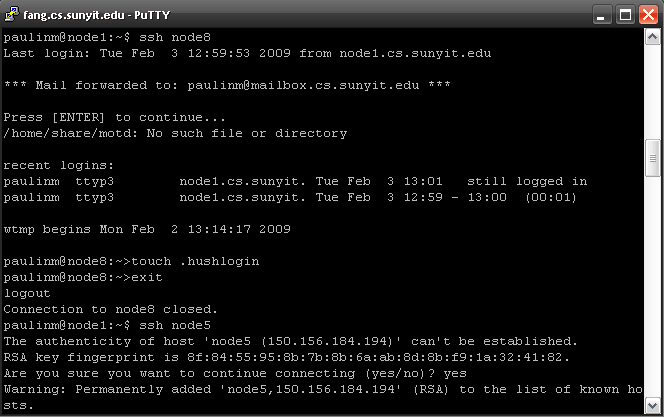 fang.cs.sunyit.edu - PuTTY
paulinm@node1:~$ ssh node8
Last login: Tue Feb  3 12:59:53 2009 from node1.cs.sunyit.edu
*** Mail forwarded to: paulinm@mailbox.cs.sunyit.edu ***
Press [ENTER] to continue...
/home/share/motd: No such file or directory
recent logins:
paulinm  ttyp3        node1.cs.sunyit. Tue Feb  3 13:01   still logged in
paulinm  ttyp3        node1.cs.sunyit. Tue Feb  3 12:59 - 13:00  (00:01)
wtmp begins Mon Feb  2 13:14:17 2009
paulinm@node8:~>touch .hushlogin
paulinm@node8:~>exit
logout
Connection to node8 closed.
paulinm@node1:~$ ssh node5
The authenticity of host 'node5 (150.156.184.194)' can't be established.
RSA key fingerprint is 8f:84:55:95:8b:7b:8b:6a:ab:8d:8b:f9:1a:32:41:82.
Are you sure you want to continue connecting (yes/no)? yes
Warning: Permanently added 'node5,150.156.184.194' (RSA) to the list of known ho
sts.